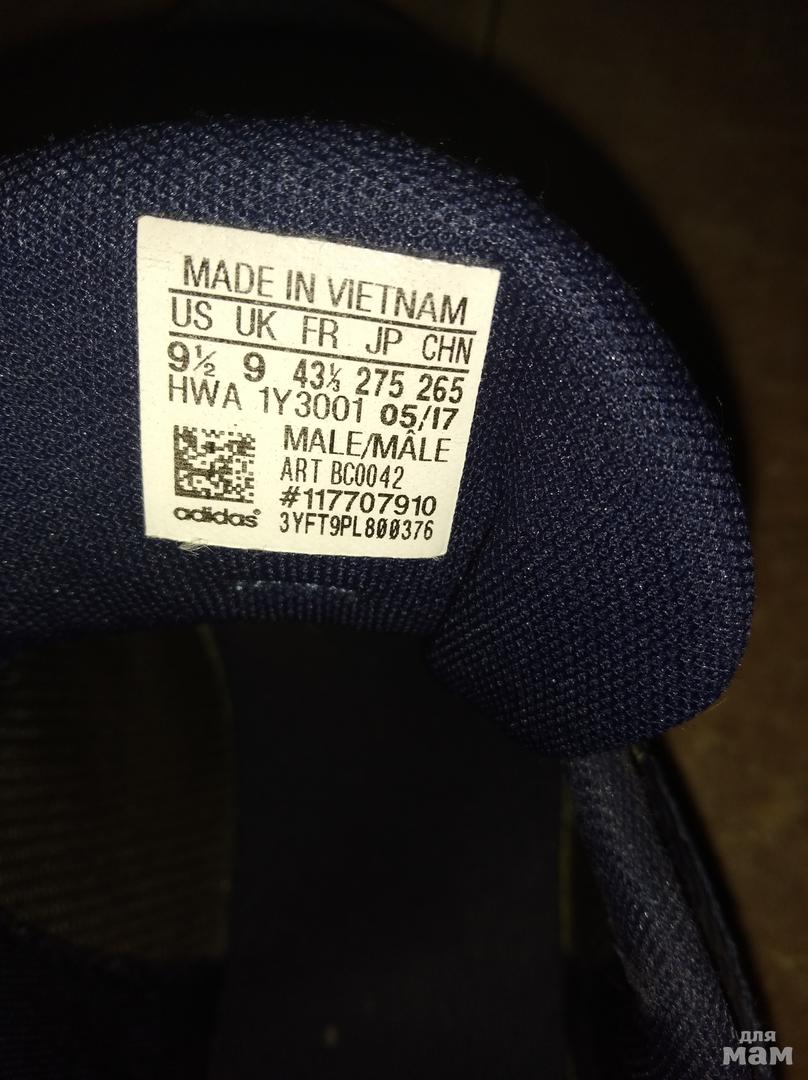 MADE IN VIETNAM
US UK FR JP CHN
9½ 9 43⅓ 275 265
HWA 1Y3001 05/17
MALE/MÂLE
ART BC0042
#117707910
adidas® 3YFT9PL800376
для
мам